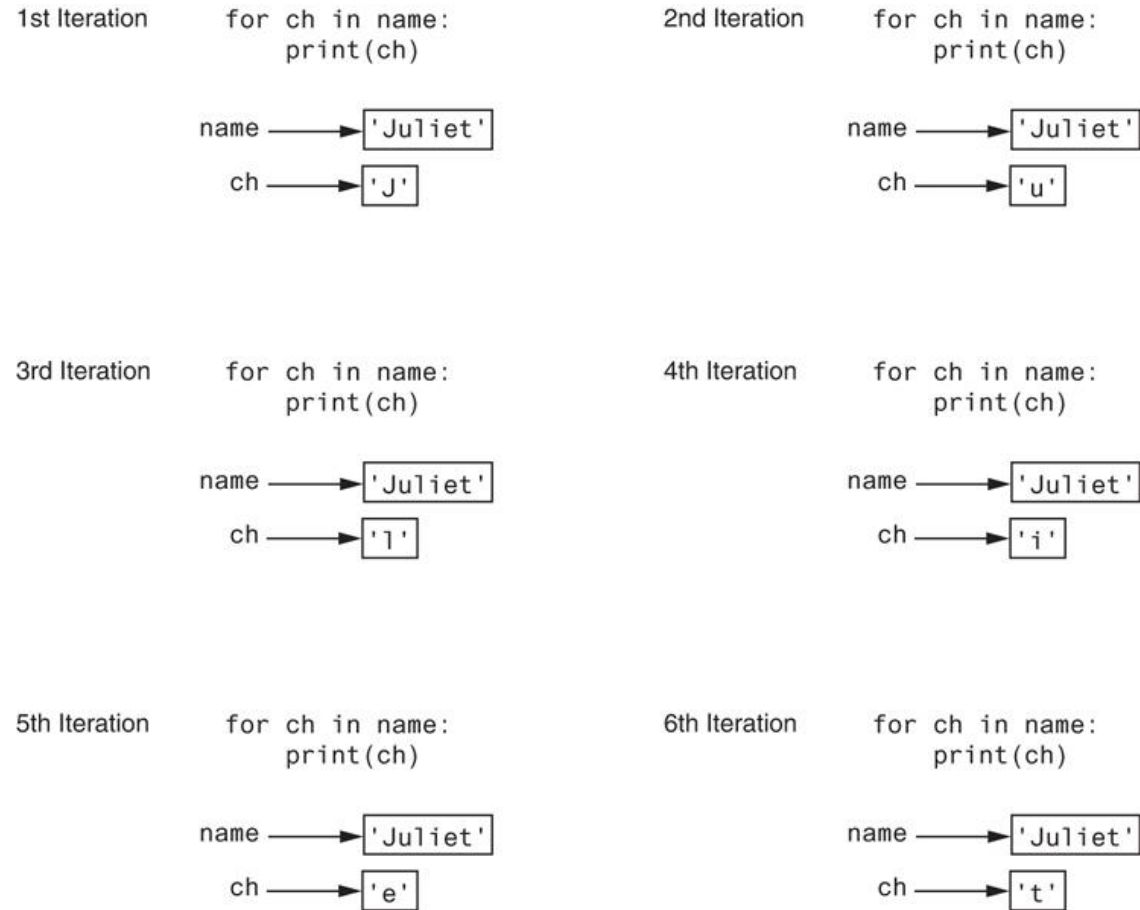 1st Iteration for ch in name:
print(ch)
name 'Juliet'
ch 'J'
2nd Iteration for ch in name:
print(ch)
name 'Juliet'
ch 'u'
3rd Iteration for ch in name:
print(ch)
name 'Juliet'
ch 'l'
4th Iteration for ch in name:
print(ch)
name 'Juliet'
ch 'i'
5th Iteration for ch in name:
print(ch)
name 'Juliet'
ch 'e'
6th Iteration for ch in name:
print(ch)
name 'Juliet'
ch 't'